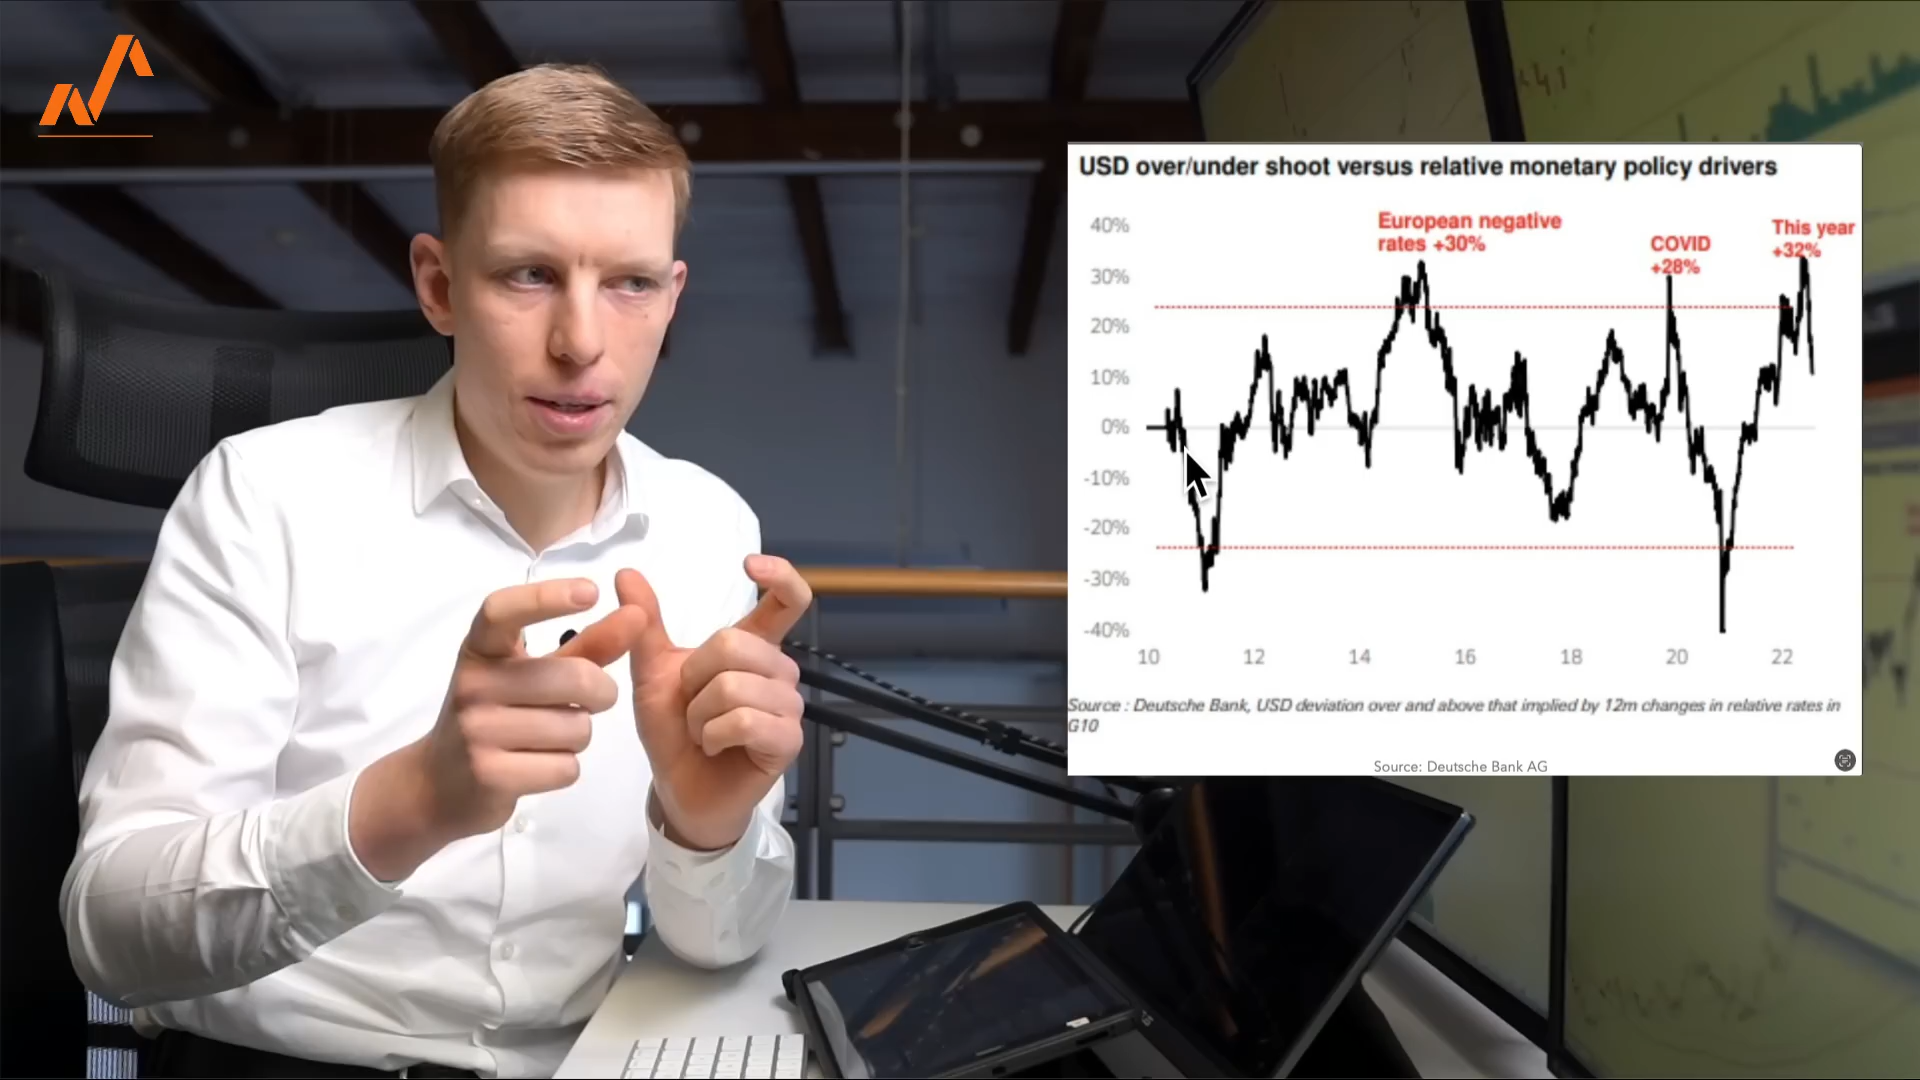 USD over/under shoot versus relative monetary policy drivers
European negative
rates +30%
COVID
+28%
This year
+32%
40%
30%
20%
10%
0%
-10%
-20%
-30%
-40%
10 12 14 16 18 20 22
Source : Deutsche Bank, USD deviation over and above that implied by 12m changes in relative rates in
G10
Source: Deutsche Bank AG